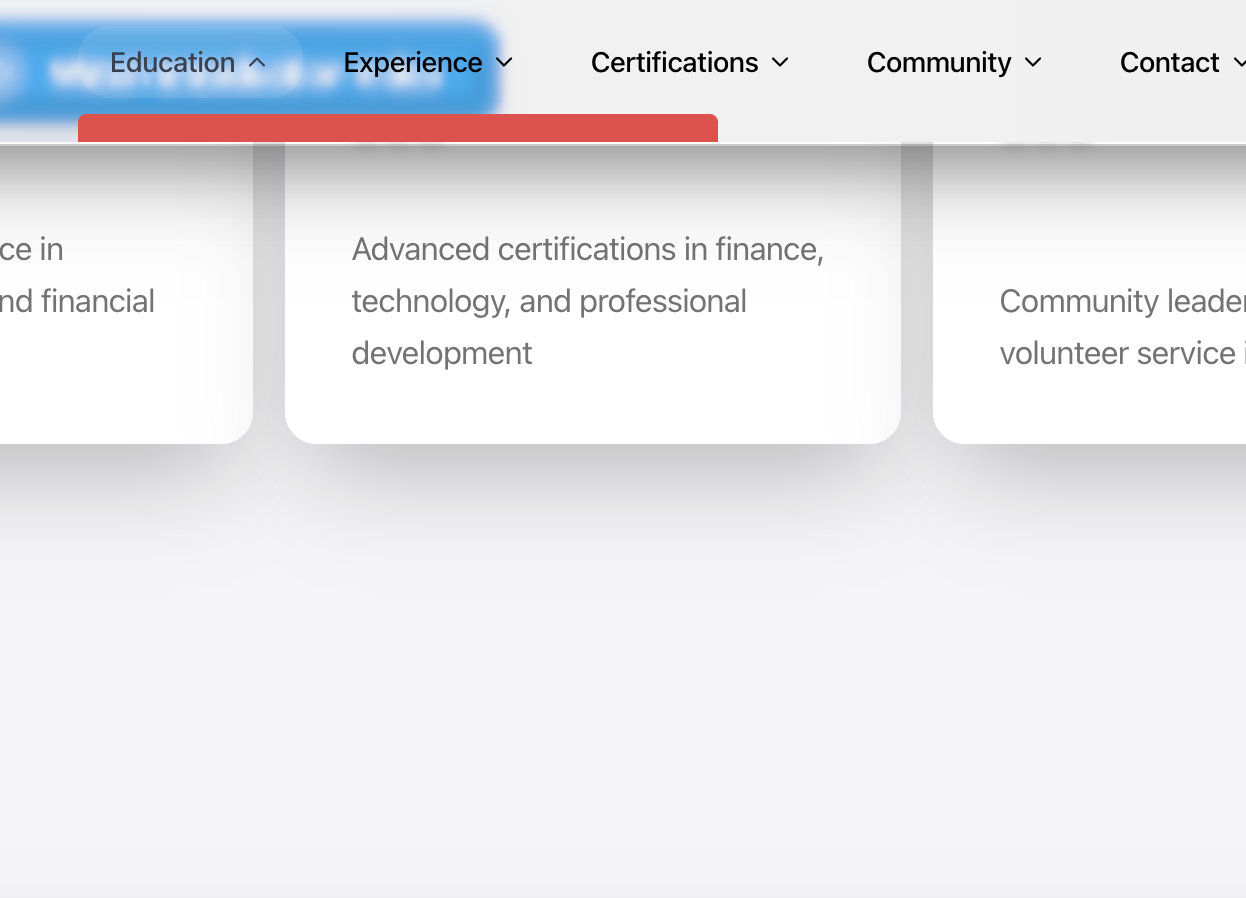 Education
Experience
Certifications
Community
Contact
ce in
nd financial
Advanced certifications in finance,
technology, and professional
development
Community leader
volunteer service